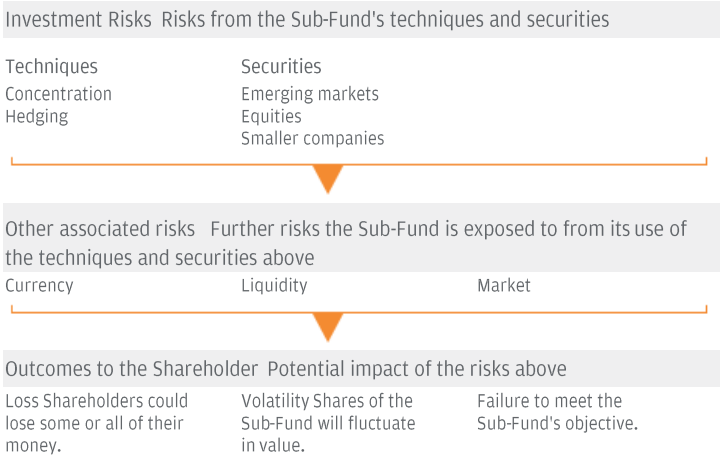 Investment Risks Risks from the Sub-Fund's techniques and securities
Techniques
Concentration
Hedging
Securities
Emerging markets
Equities
Smaller companies
Other associated risks Further risks the Sub-Fund is exposed to from its use of
the techniques and securities above
Currency
Liquidity
Market
Outcomes to the Shareholder Potential impact of the risks above
Loss Shareholders could
lose some or all of their
money.
Volatility Shares of the
Sub-Fund will fluctuate
in value.
Failure to meet the
Sub-Fund's objective.